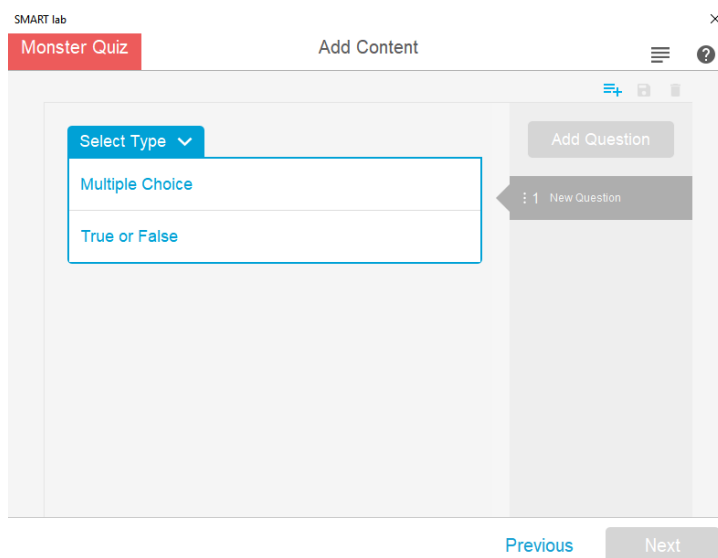 SMART lab
Monster Quiz
Add Content
Select Type
Add Question
Multiple Choice
1 New Question
True or False
Previous
Next